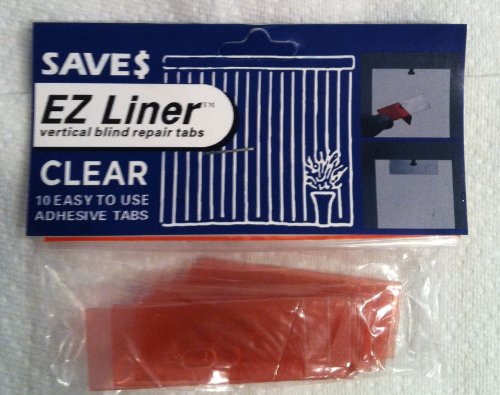 SAVE$
EZ Liner™
vertical blind repair tabs
CLEAR
10 EASY TO USE
ADHESIVE TABS